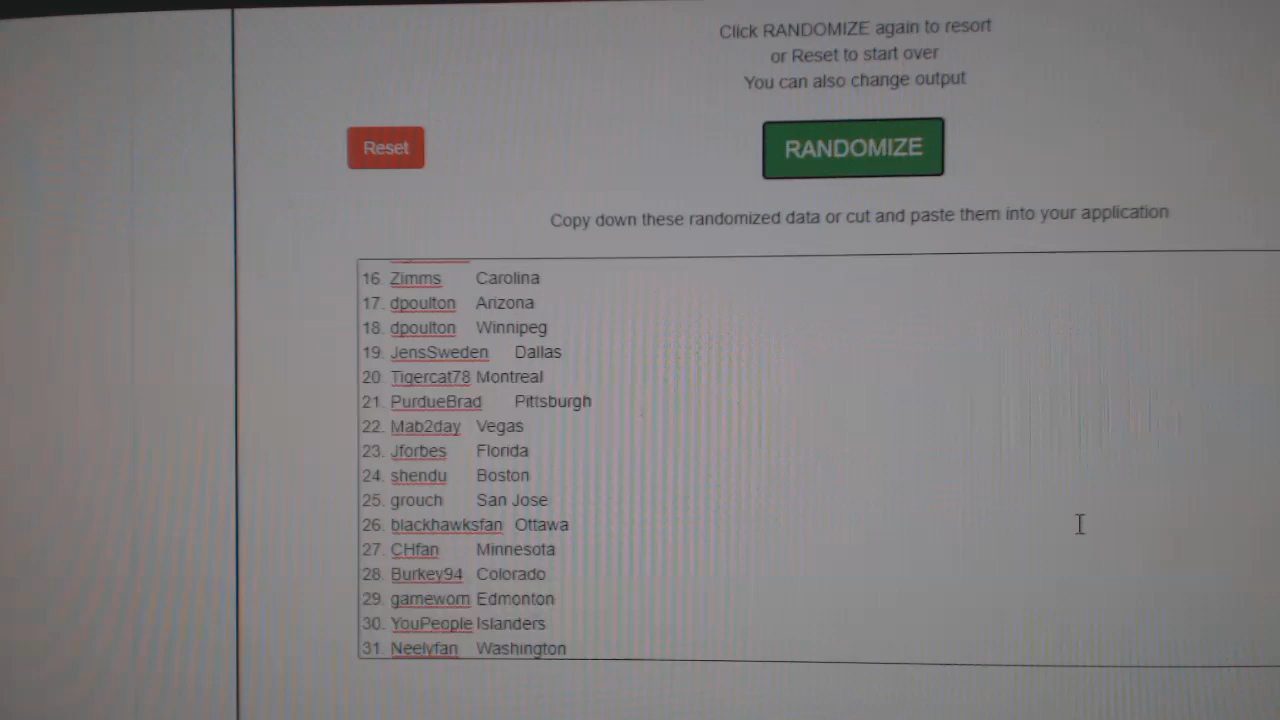 Click RANDOMIZE again to resort
or Reset to start over
You can also change output
Reset
RANDOMIZE
Copy down these randomized data or cut and paste them into your application
16. Zimms Carolina
17. dpoulton Arizona
18. dpoulton Winnipeg
19. JensSweden Dallas
20. Tigercat78 Montreal
21. PurdueBrad Pittsburgh
22. Mab2day Vegas
23. Jforbes Florida
24. shendu Boston
25. grouch San Jose
26. blackhawksfan Ottawa
27. CHfan Minnesota
28. Burkey94 Colorado
29. gameworn Edmonton
30. YouPeople Islanders
31. Neelyfan Washington